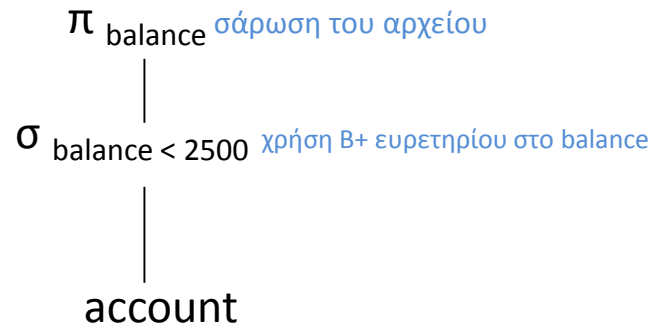 π balance σάρωση του αρχείου
σ balance < 2500 χρήση B+ ευρετηρίου στο balance
account